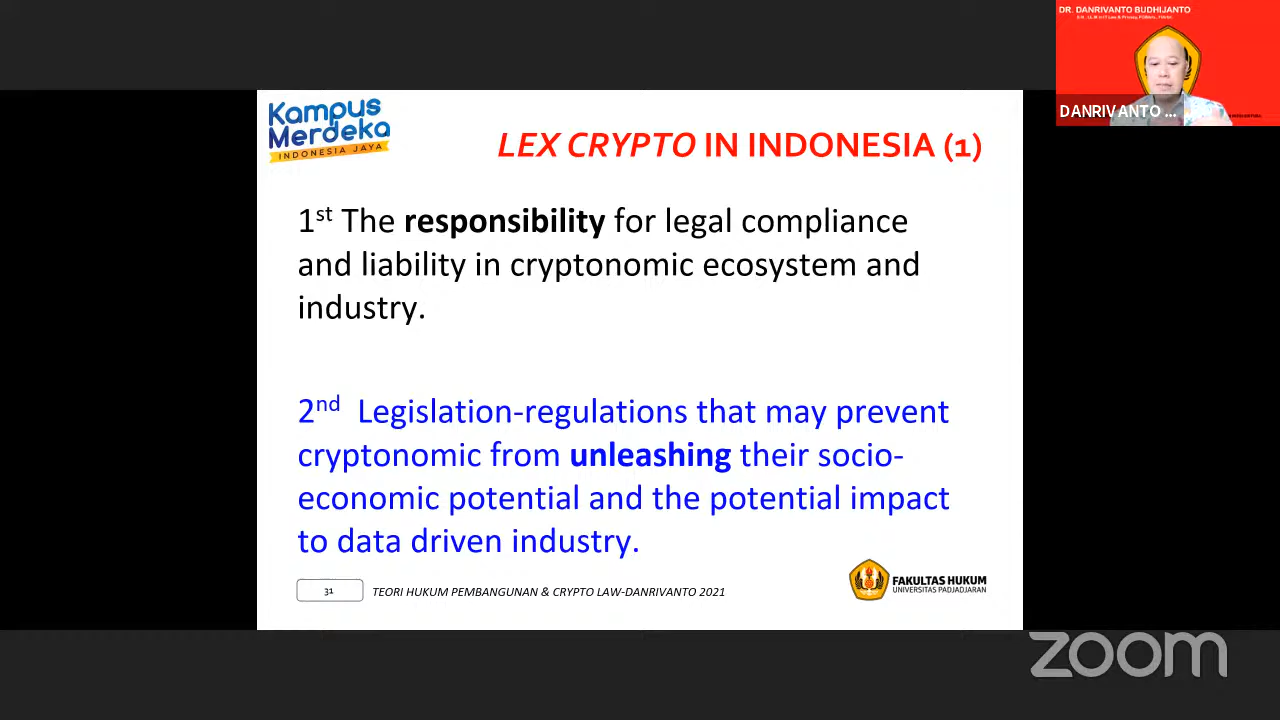 DR. DANRIVANTO BUDHIJANTO
DANRIVANTO ...
Kampus
Merdeka
INDONESIA JAYA
LEX CRYPTO IN INDONESIA (1)
1st The responsibility for legal compliance
and liability in cryptonomic ecosystem and
industry.
2nd Legislation-regulations that may prevent
cryptonomic from unleashing their socio-
economic potential and the potential impact
to data driven industry.
31
TEORI HUKUM PEMBANGUNAN & CRYPTO LAW-DANRIVANTO 2021
FAKULTAS HUKUM
UNIVERSITAS PADJADJARAN
zoom